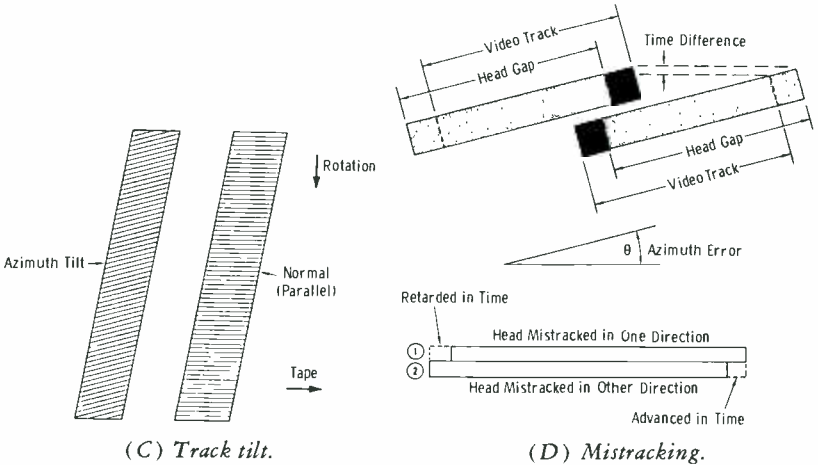 Azimuth Tilt
Rotation
Normal
(Parallel)
Tape
(C) Track tilt.
Video Track
Head Gap
Time Difference
Head Gap
Video Track
θ Azimuth Error
Retarded in Time
1 Head Mistracked in One Direction
2 Head Mistracked in Other Direction
Advanced in Time
(D) Mistracking.